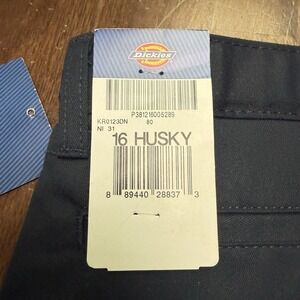 Dickies
P381216005289
KR0123DN 80
NI 31
16 HUSKY
8 89440 28837 3